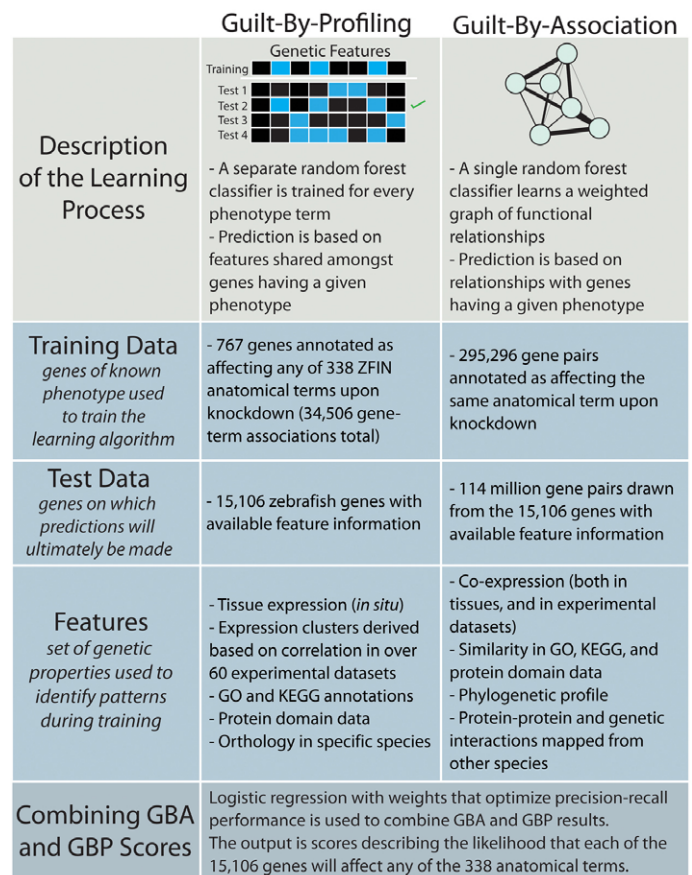 Guilt-By-Profiling
Guilt-By-Association
Description
of the Learning
Process
Genetic Features
Training
Test 1
Test 2
Test 3
Test 4
- A separate random forest
classifier is trained for every
phenotype term
- Prediction is based on
features shared amongst
genes having a given
phenotype
- A single random forest
classifier learns a weighted
graph of functional
relationships
- Prediction is based on
relationships with genes
having a given phenotype
Training Data
genes of known
phenotype used
to train the
learning algorithm
- 767 genes annotated as
affecting any of 338 ZFIN
anatomical terms upon
knockdown (34,506 gene-
term associations total)
- 295,296 gene pairs
annotated as affecting the
same anatomical term upon
knockdown
Test Data
genes on which
predictions will
ultimately be made
- 15,106 zebrafish genes with
available feature information
- 114 million gene pairs drawn
from the 15,106 genes with
available feature information
Features
set of genetic
properties used to
identify patterns
during training
- Tissue expression (in situ)
- Expression clusters derived
based on correlation in over
60 experimental datasets
- GO and KEGG annotations
- Protein domain data
- Orthology in specific species
- Co-expression (both in
tissues, and in experimental
datasets)
- Similarity in GO, KEGG, and
protein domain data
- Phylogenetic profile
- Protein-protein and genetic
interactions mapped from
other species
Combining GBA
and GBP Scores
Logistic regression with weights that optimize precision-recall
performance is used to combine GBA and GBP results.
The output is scores describing the likelihood that each of the
15,106 genes will affect any of the 338 anatomical terms.